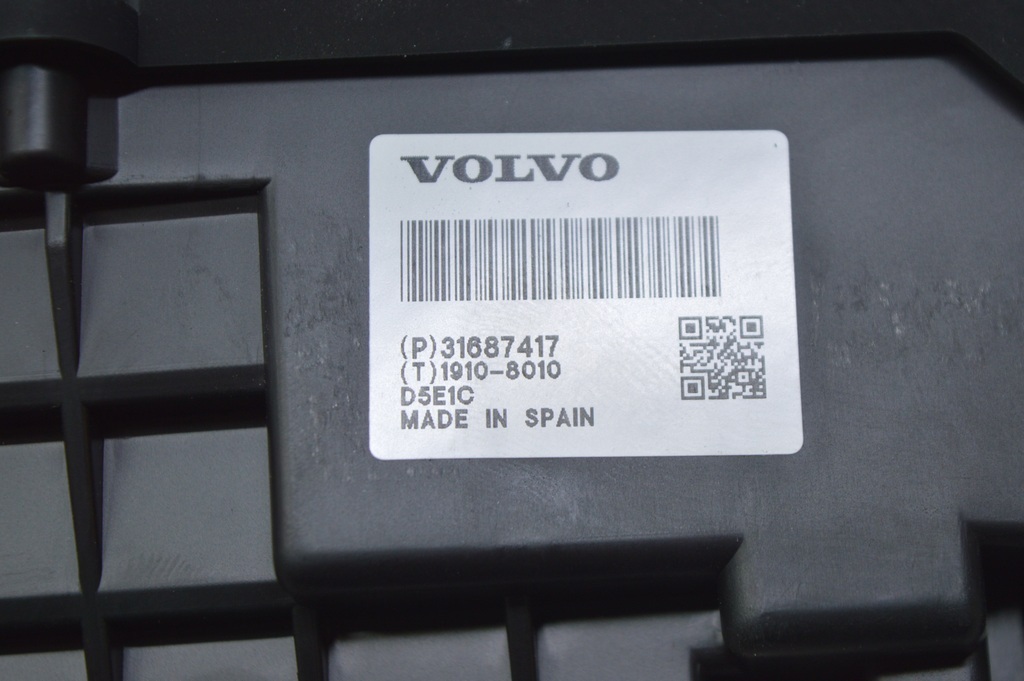 VOLVO
(P)31687417
(T)1910-8010
D5E1C
MADE IN SPAIN